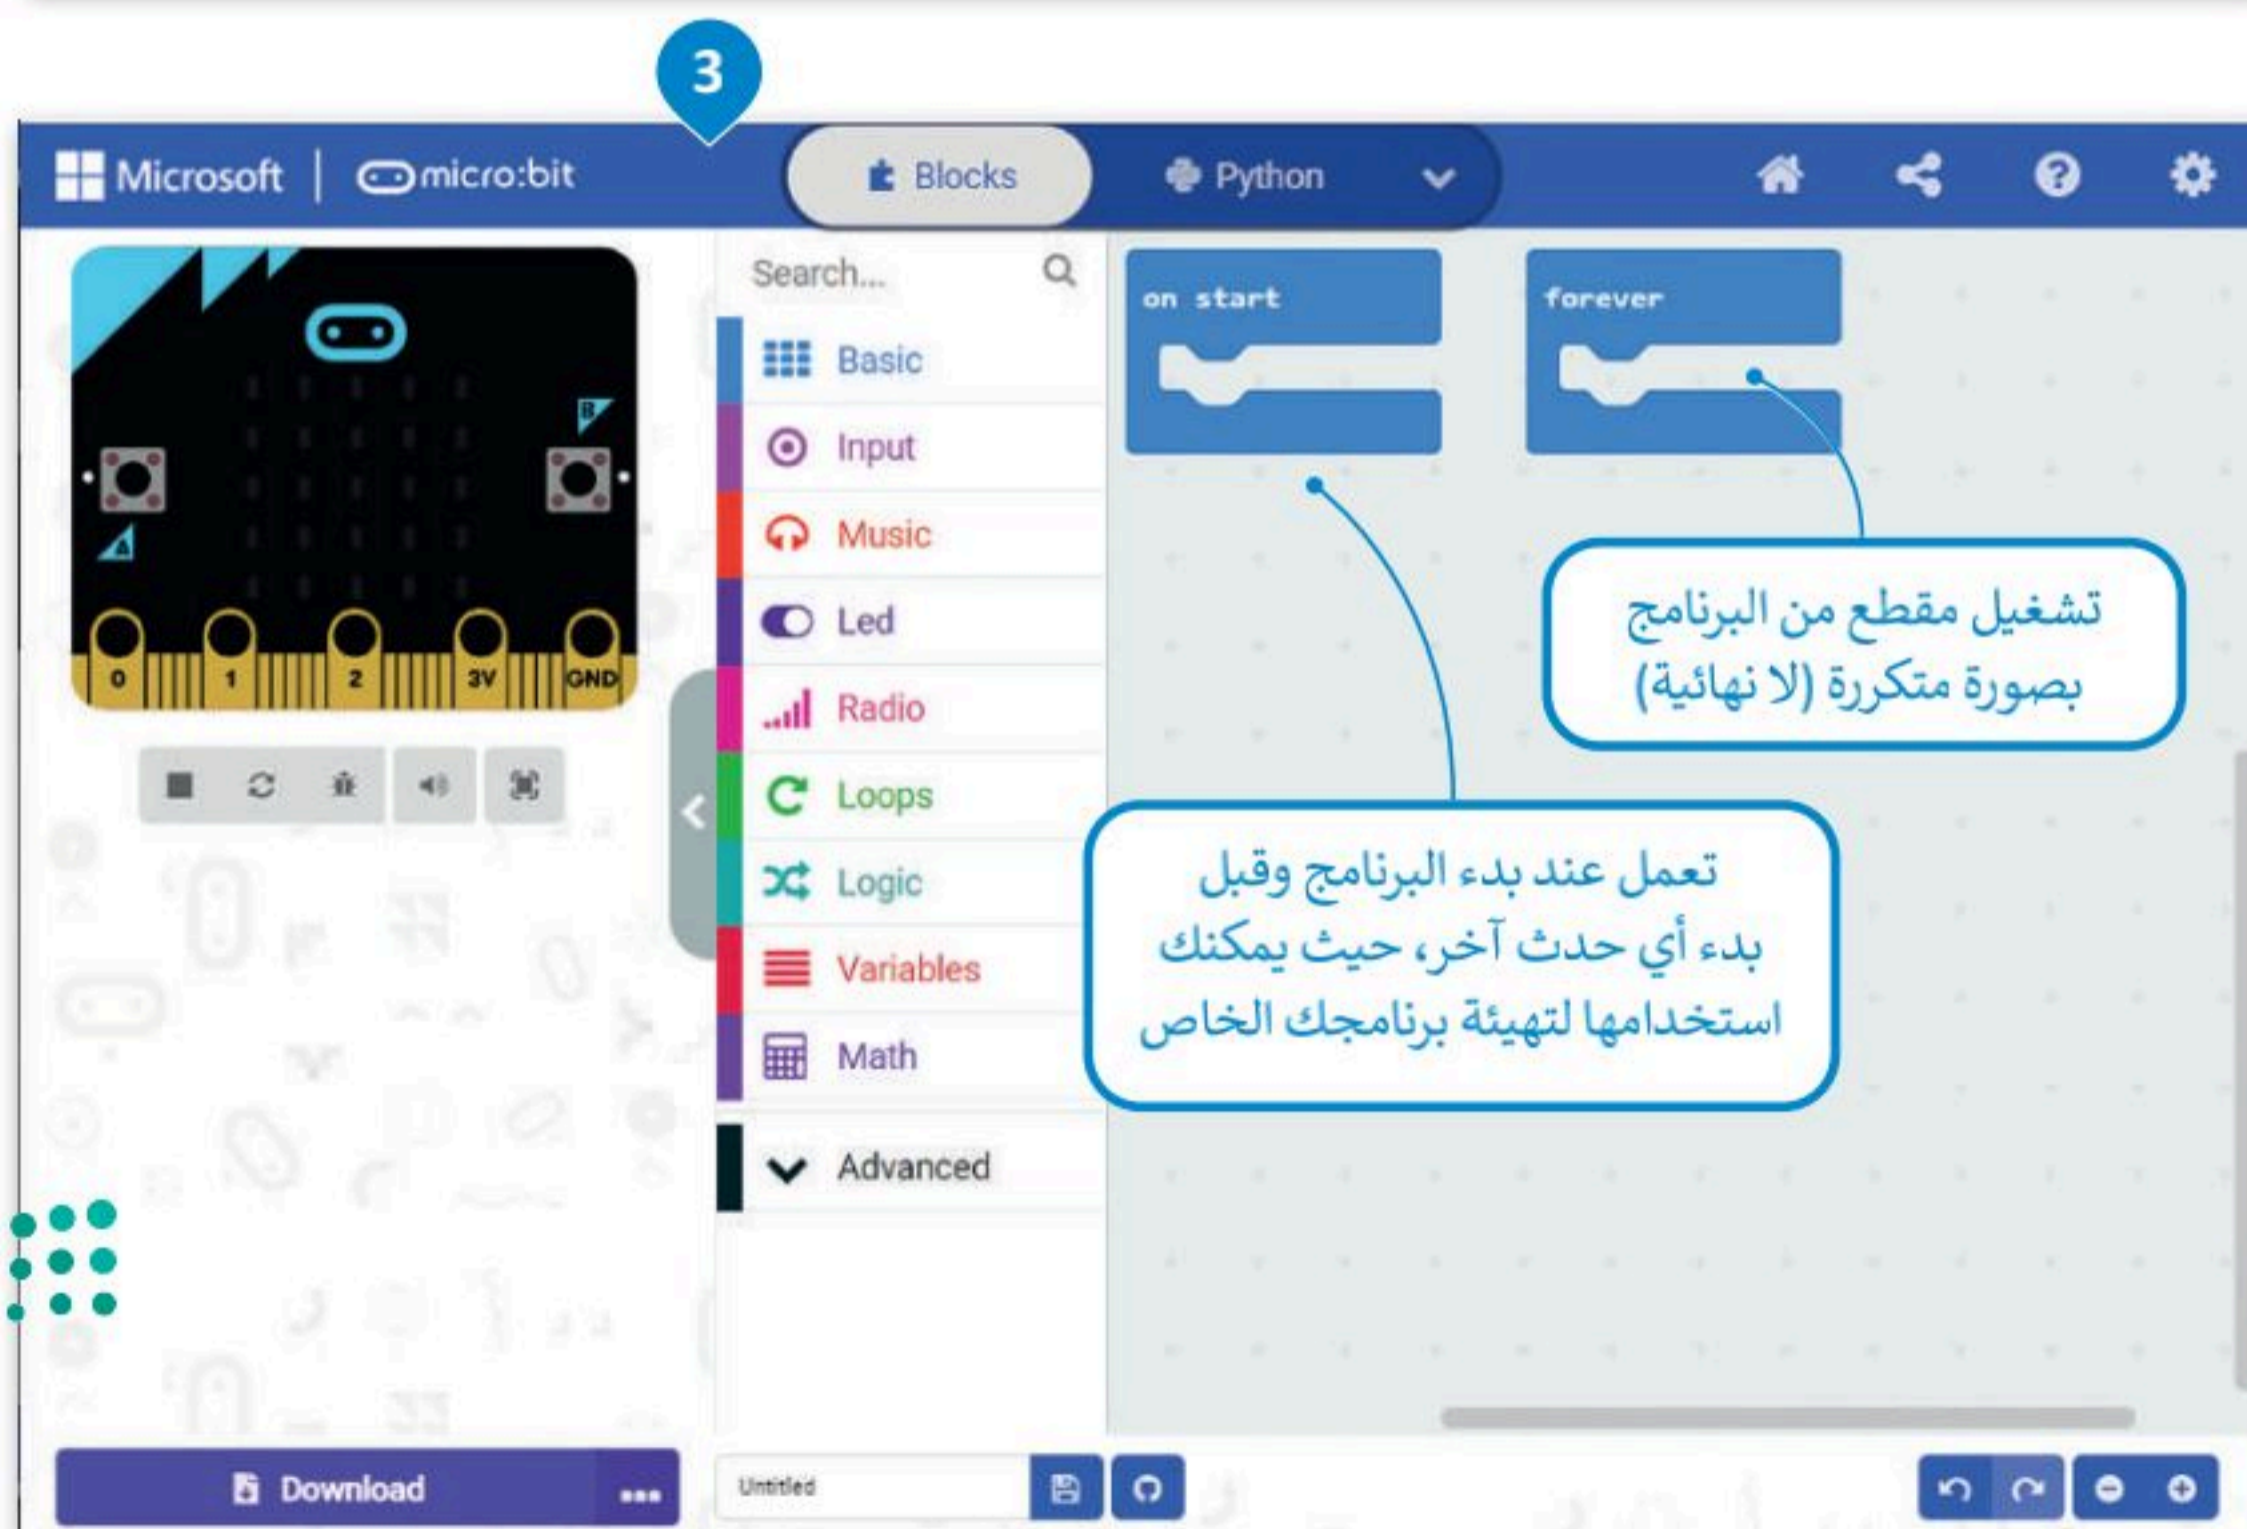 3
Microsoft | micro:bit
Blocks
Python
B
A
0 1 2 3V GND
Search...
Basic
Input
Music
Led
Radio
Loops
Logic
Variables
Math
Advanced
on start
forever
تشغيل مقطع من البرنامج
بصورة متكررة (لا نهائية)
تعمل عند بدء البرنامج وقبل
بدء أي حدث آخر، حيث يمكنك
استخدامها لتهيئة برنامجك الخاص
Download
Untitled